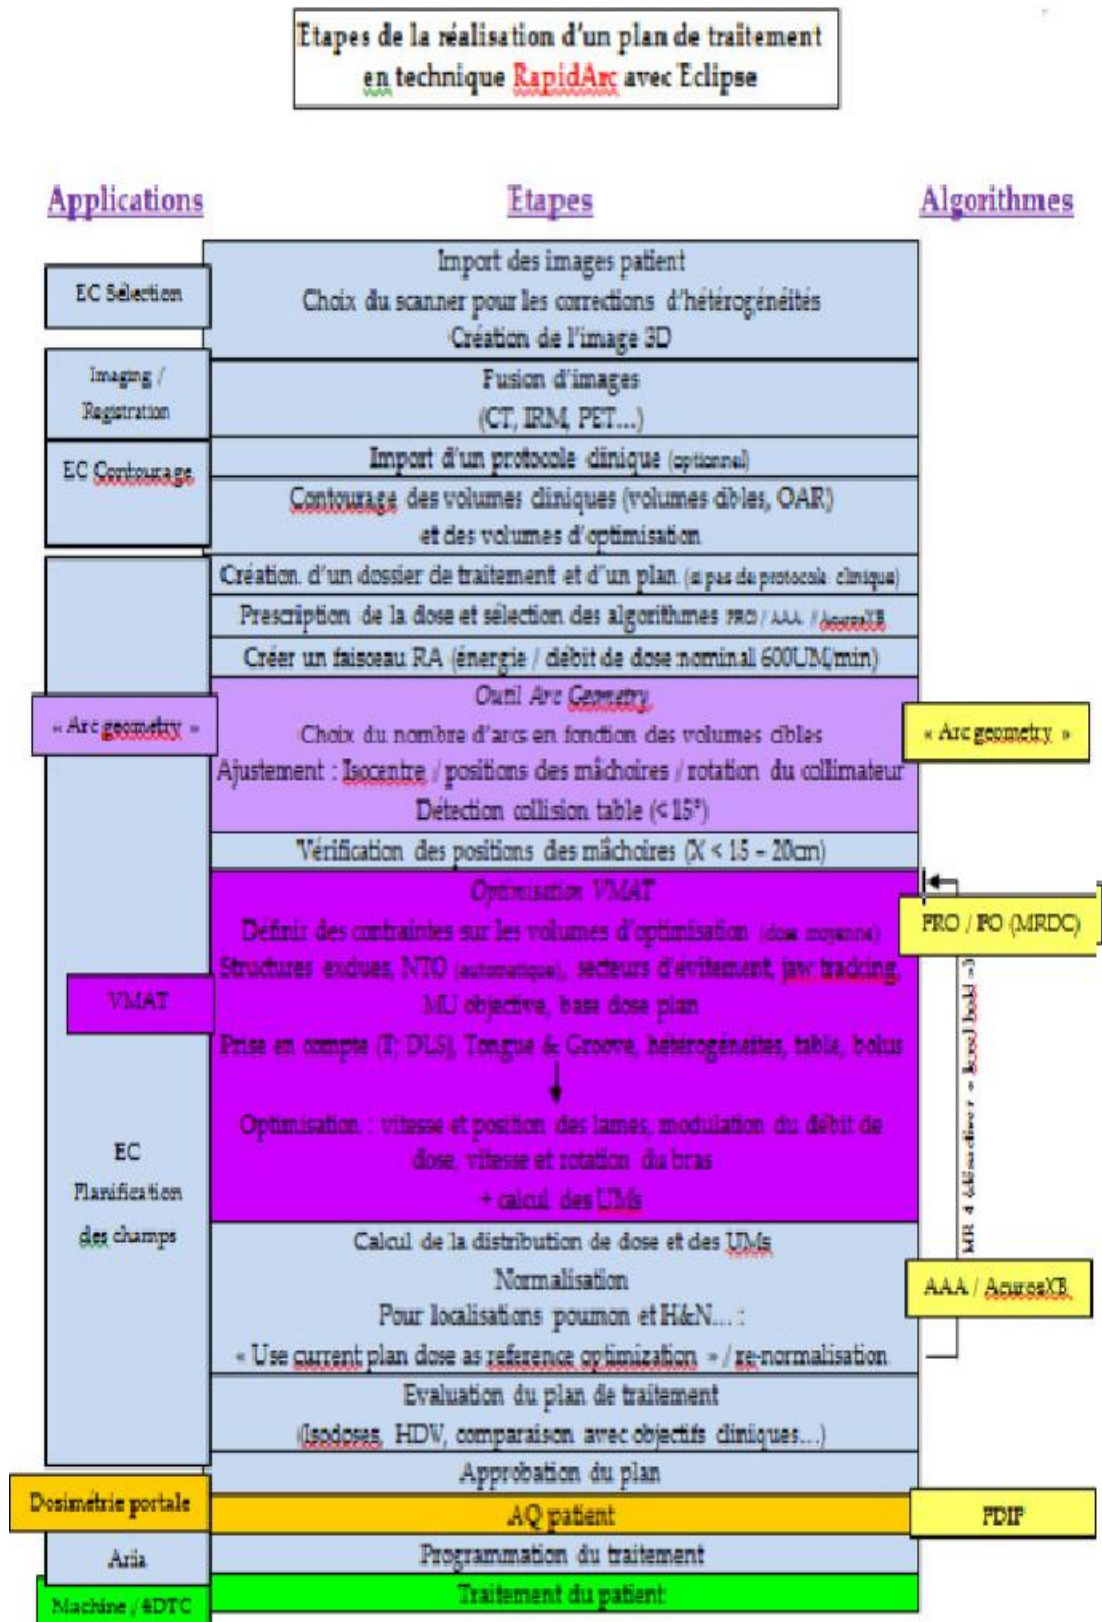 Etapes de la réalisation d'un plan de traitement
en technique RapidArc avec Eclipse
Applications
Etapes
Algorithmes
EC Sélection
Import des images patient
Choix du scanner pour les corrections d'hétérogénéités
Création de l'image 3D
Imaging /
Registration
Fusion d'images
(CT, IRM, PET…)
EC Contourage
Import d'un protocole clinique (optionnel)
Contourage des volumes cliniques (volumes cibles, OAR)
et des volumes d'optimisation
Création d'un dossier de traitement et d'un plan (si pas de protocole clinique)
Prescription de la dose et sélection des algorithmes PRO / AAA / AcurosXB
Créer un faisceau RA (énergie / débit de dose nominal 600UM/min)
« Arc geometry »
Outil Arc Geometry
Choix du nombre d'arcs en fonction des volumes cibles
Ajustement : Isocentre / positions des mâchoires / rotation du collimateur
Détection collision table (< 15°)
« Arc geometry »
Vérification des positions des mâchoires (X < 15 – 20cm)
VMAT
Optimisation VMAT
Définir des contraintes sur les volumes d'optimisation (dose moyenne)
Structures exclues, NTO (automatique), secteurs d'évitement, jaw tracking,
MU objective, base dose plan
Prise en compte (T; DLS), Tongue & Groove, hétérogénéités, table, bolus
Optimisation : vitesse et position des lames, modulation du débit de
dose, vitesse et rotation du bras
+ calcul des UMs
PRO / PO (MRDC)
MR 4 (désactiver « level hold »)
EC
Planification
des champs
Calcul de la distribution de dose et des UMs
Normalisation
Pour localisations poumon et H&N… :
« Use current plan dose as reference optimization » / re-normalisation
AAA / AcurosXB
Evaluation du plan de traitement
(Isodoses, HDV, comparaison avec objectifs cliniques…)
Approbation du plan
Dosimétrie portale
AQ patient
PDIP
Aria
Programmation du traitement
Machine / 4DTC
Traitement du patient